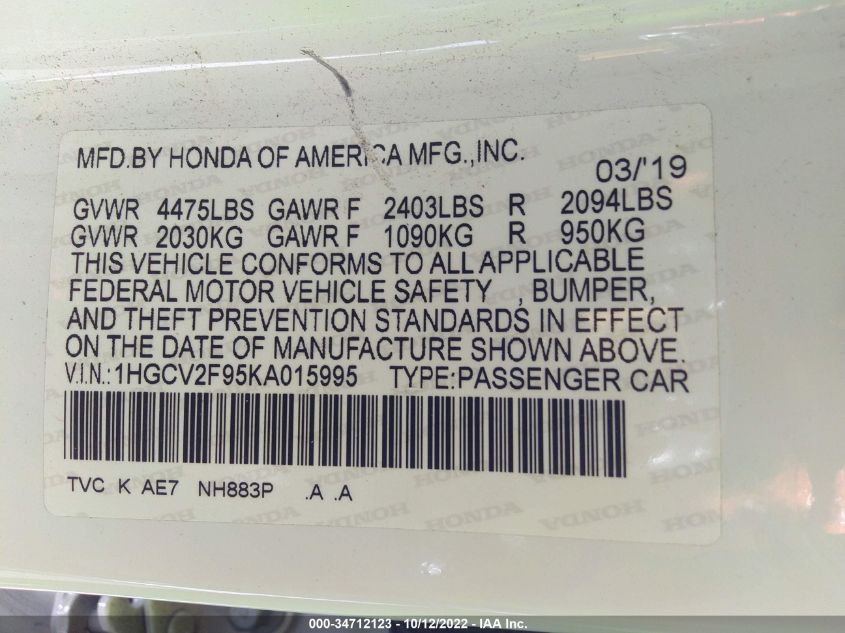 MFD.BY HONDA OF AMERICA MFG.,INC. 03/'19
GVWR 4475LBS GAWR F 2403LBS R 2094LBS
GVWR 2030KG GAWR F 1090KG R 950KG
THIS VEHICLE CONFORMS TO ALL APPLICABLE
FEDERAL MOTOR VEHICLE SAFETY , BUMPER,
AND THEFT PREVENTION STANDARDS IN EFFECT
ON THE DATE OF MANUFACTURE SHOWN ABOVE.
V.I.N.:1HGCV2F95KA015995 TYPE:PASSENGER CAR
TVC K AE7 NH883P .A .A
000-34712123 - 10/12/2022 - IAA Inc.